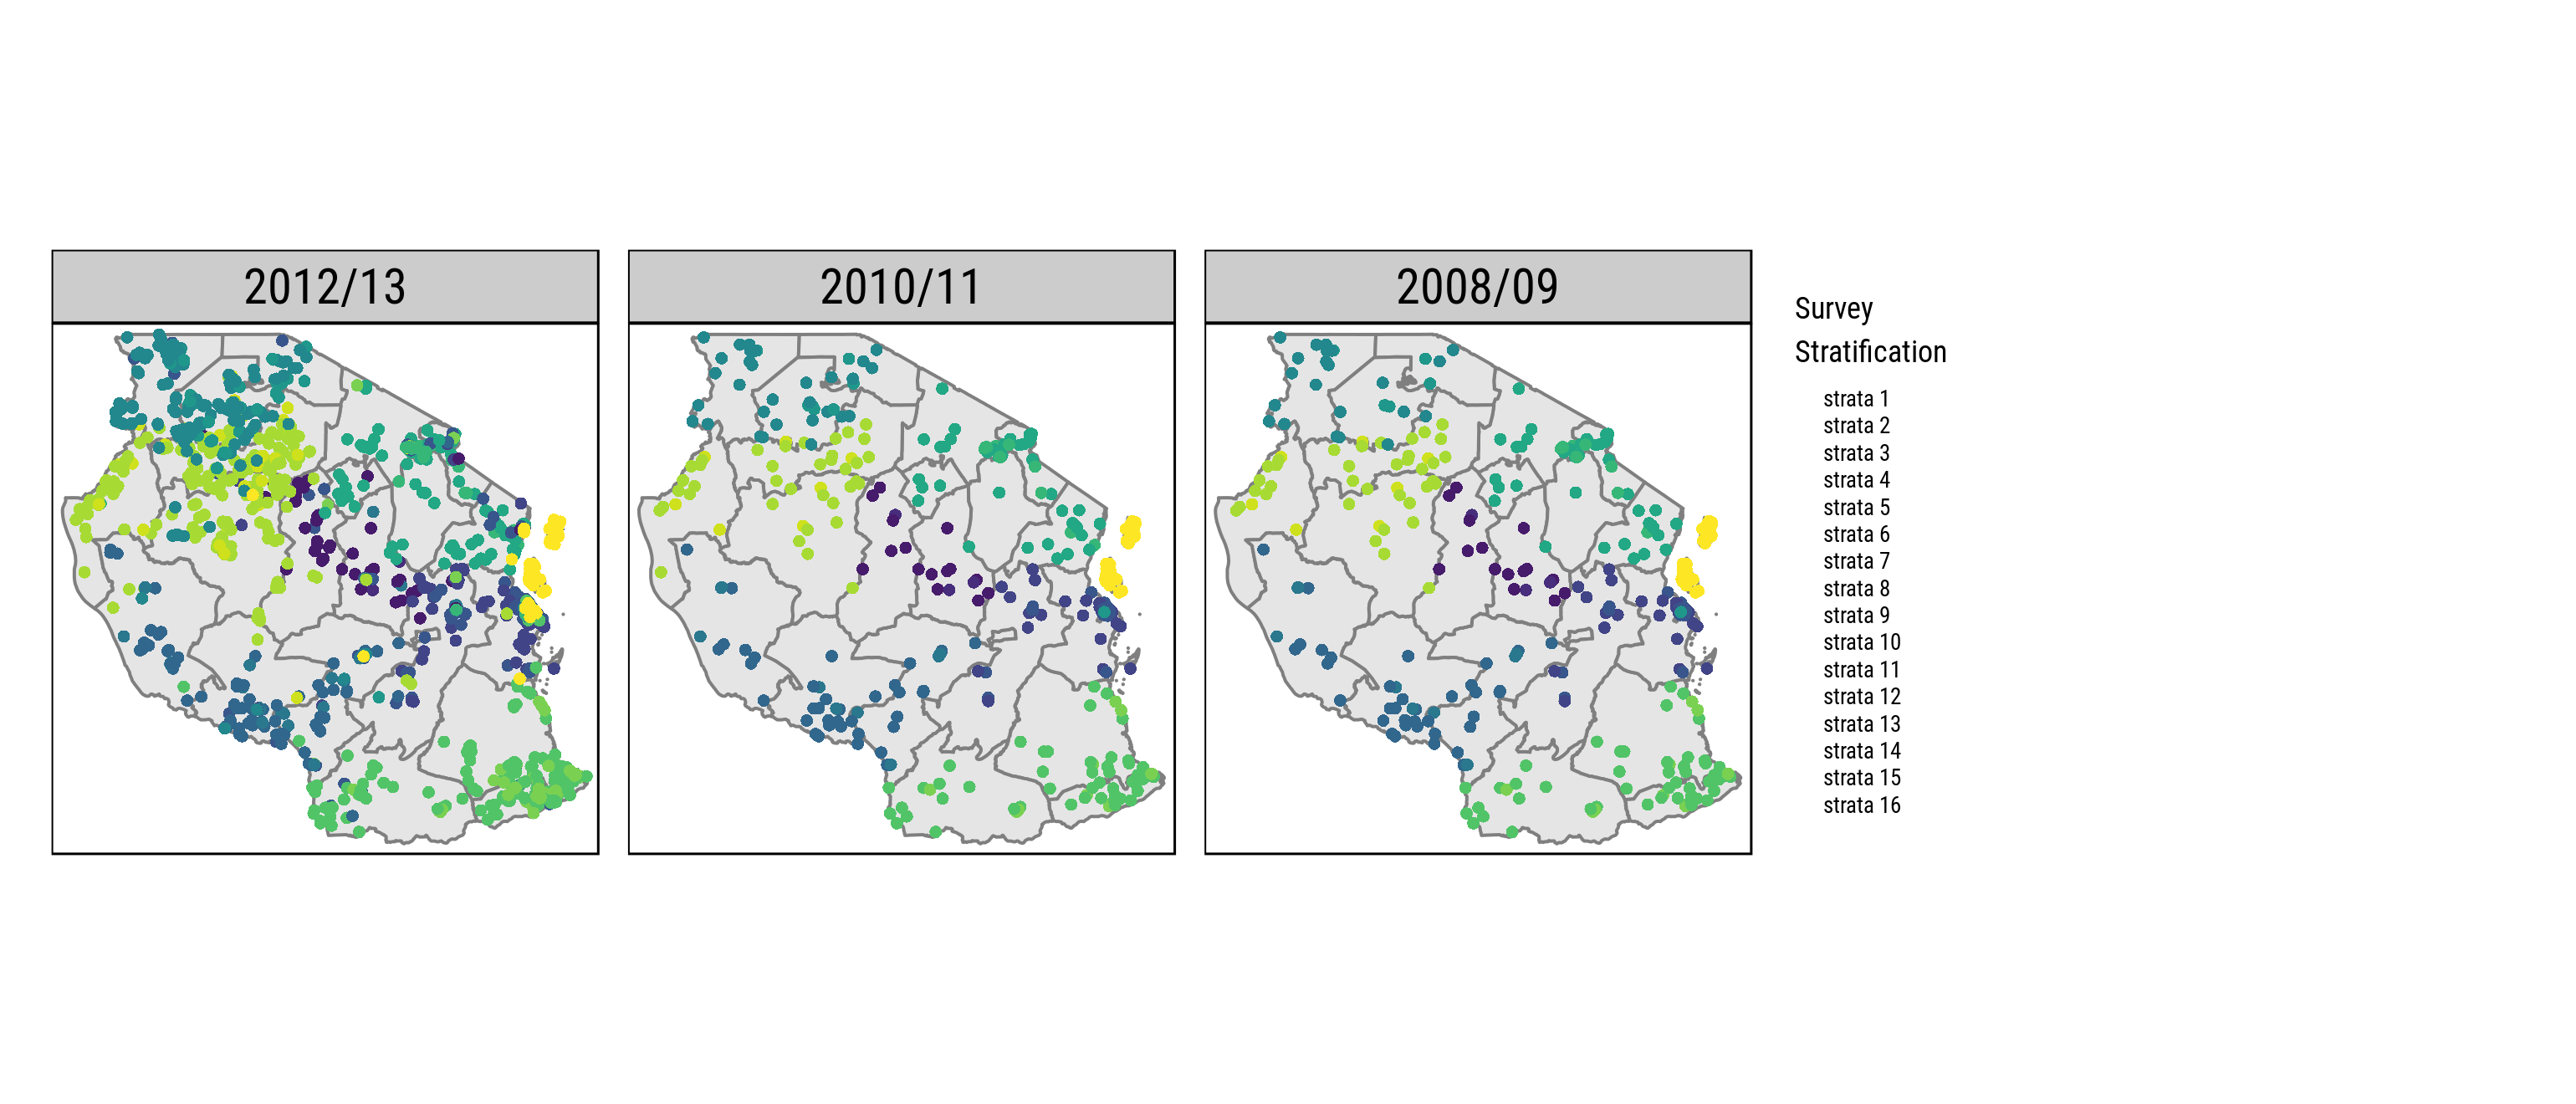 2012/13
2010/11
2008/09
Survey
Stratification
strata 1
strata 2
strata 3
strata 4
strata 5
strata 6
strata 7
strata 8
strata 9
strata 10
strata 11
strata 12
strata 13
strata 14
strata 15
strata 16